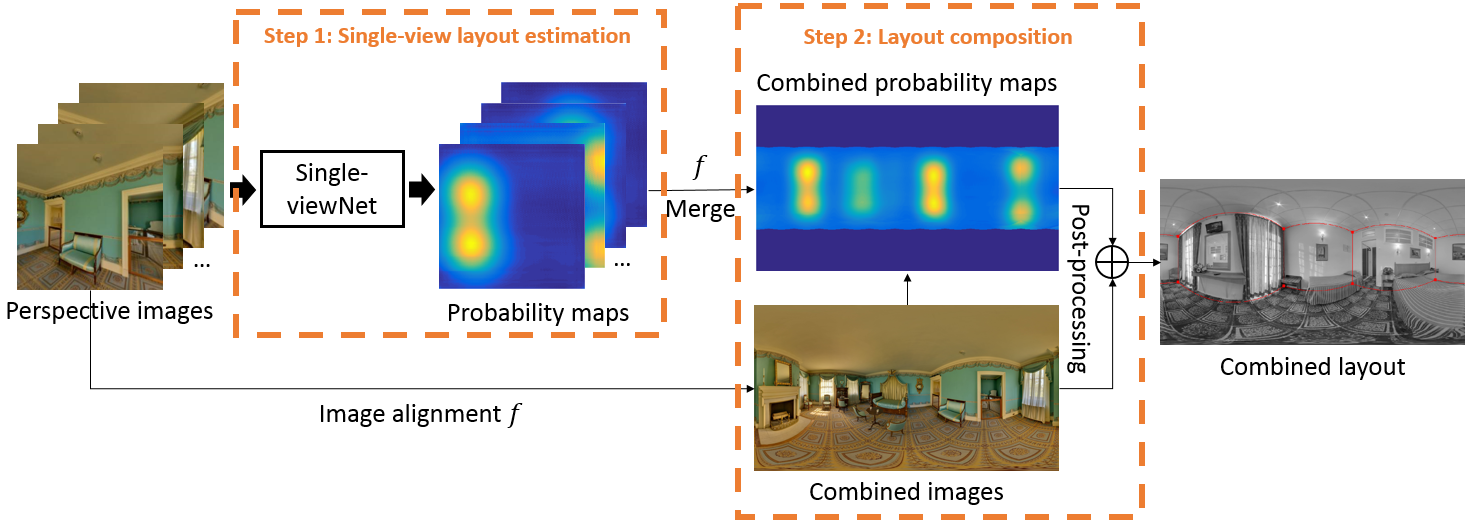 Step 1: Single-view layout estimation
Step 2: Layout composition
Combined probability maps
Single-
viewNet
f
Merge
Post-processing
...
...
Perspective images
Probability maps
Combined layout
Image alignment f
Combined images